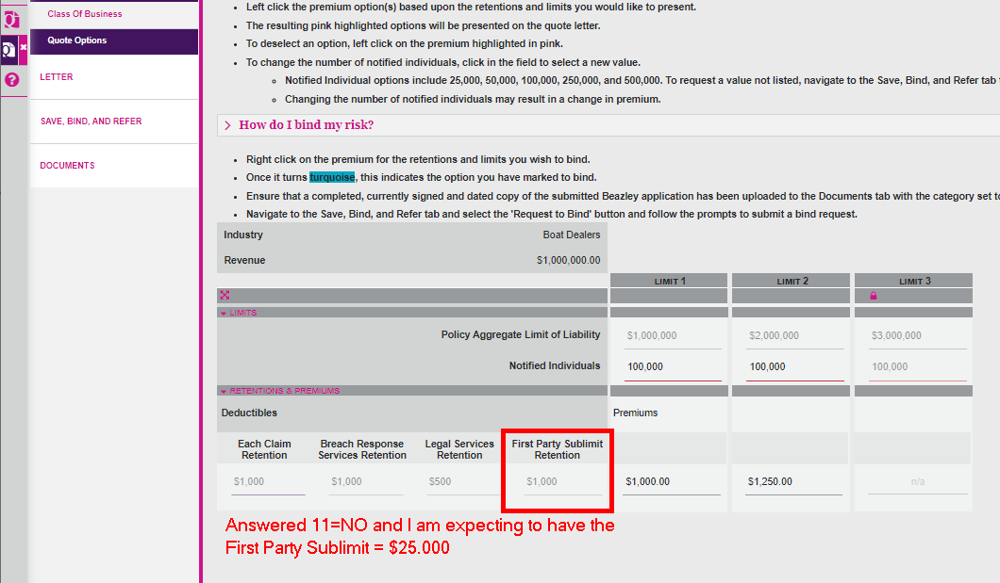 Class Of Business
Quote Options
LETTER
SAVE, BIND, AND REFER
DOCUMENTS
Left click the premium option(s) based upon the retentions and limits you would like to present.
The resulting pink highlighted options will be presented on the quote letter.
To deselect an option, left click on the premium highlighted in pink.
To change the number of notified individuals, click in the field to select a new value.
Notified Individual options include 25,000, 50,000, 100,000, 250,000, and 500,000. To request a value not listed, navigate to the Save, Bind, and Refer tab
Changing the number of notified individuals may result in a change in premium.
How do I bind my risk?
Right click on the premium for the retentions and limits you wish to bind.
Once it turns turquoise, this indicates the option you have marked to bind.
Ensure that a completed, currently signed and dated copy of the submitted Beazley application has been uploaded to the Documents tab with the category set to
Navigate to the Save, Bind, and Refer tab and select the 'Request to Bind' button and follow the prompts to submit a bind request.
Industry Boat Dealers
Revenue $1,000,000.00
LIMIT 1 LIMIT 2 LIMIT 3
LIMITS
Policy Aggregate Limit of Liability $1,000,000 $2,000,000 $3,000,000
Notified Individuals 100,000 100,000 100,000
RETENTIONS & PREMIUMS
Deductibles Premiums
Each Claim Breach Response Legal Services First Party Sublimit
Retention Services Retention Retention Retention
$1,000 $1,000 $500 $1,000 $1,000.00 $1,250.00 n/a
Answered 11=NO and I am expecting to have the
First Party Sublimit = $25.000